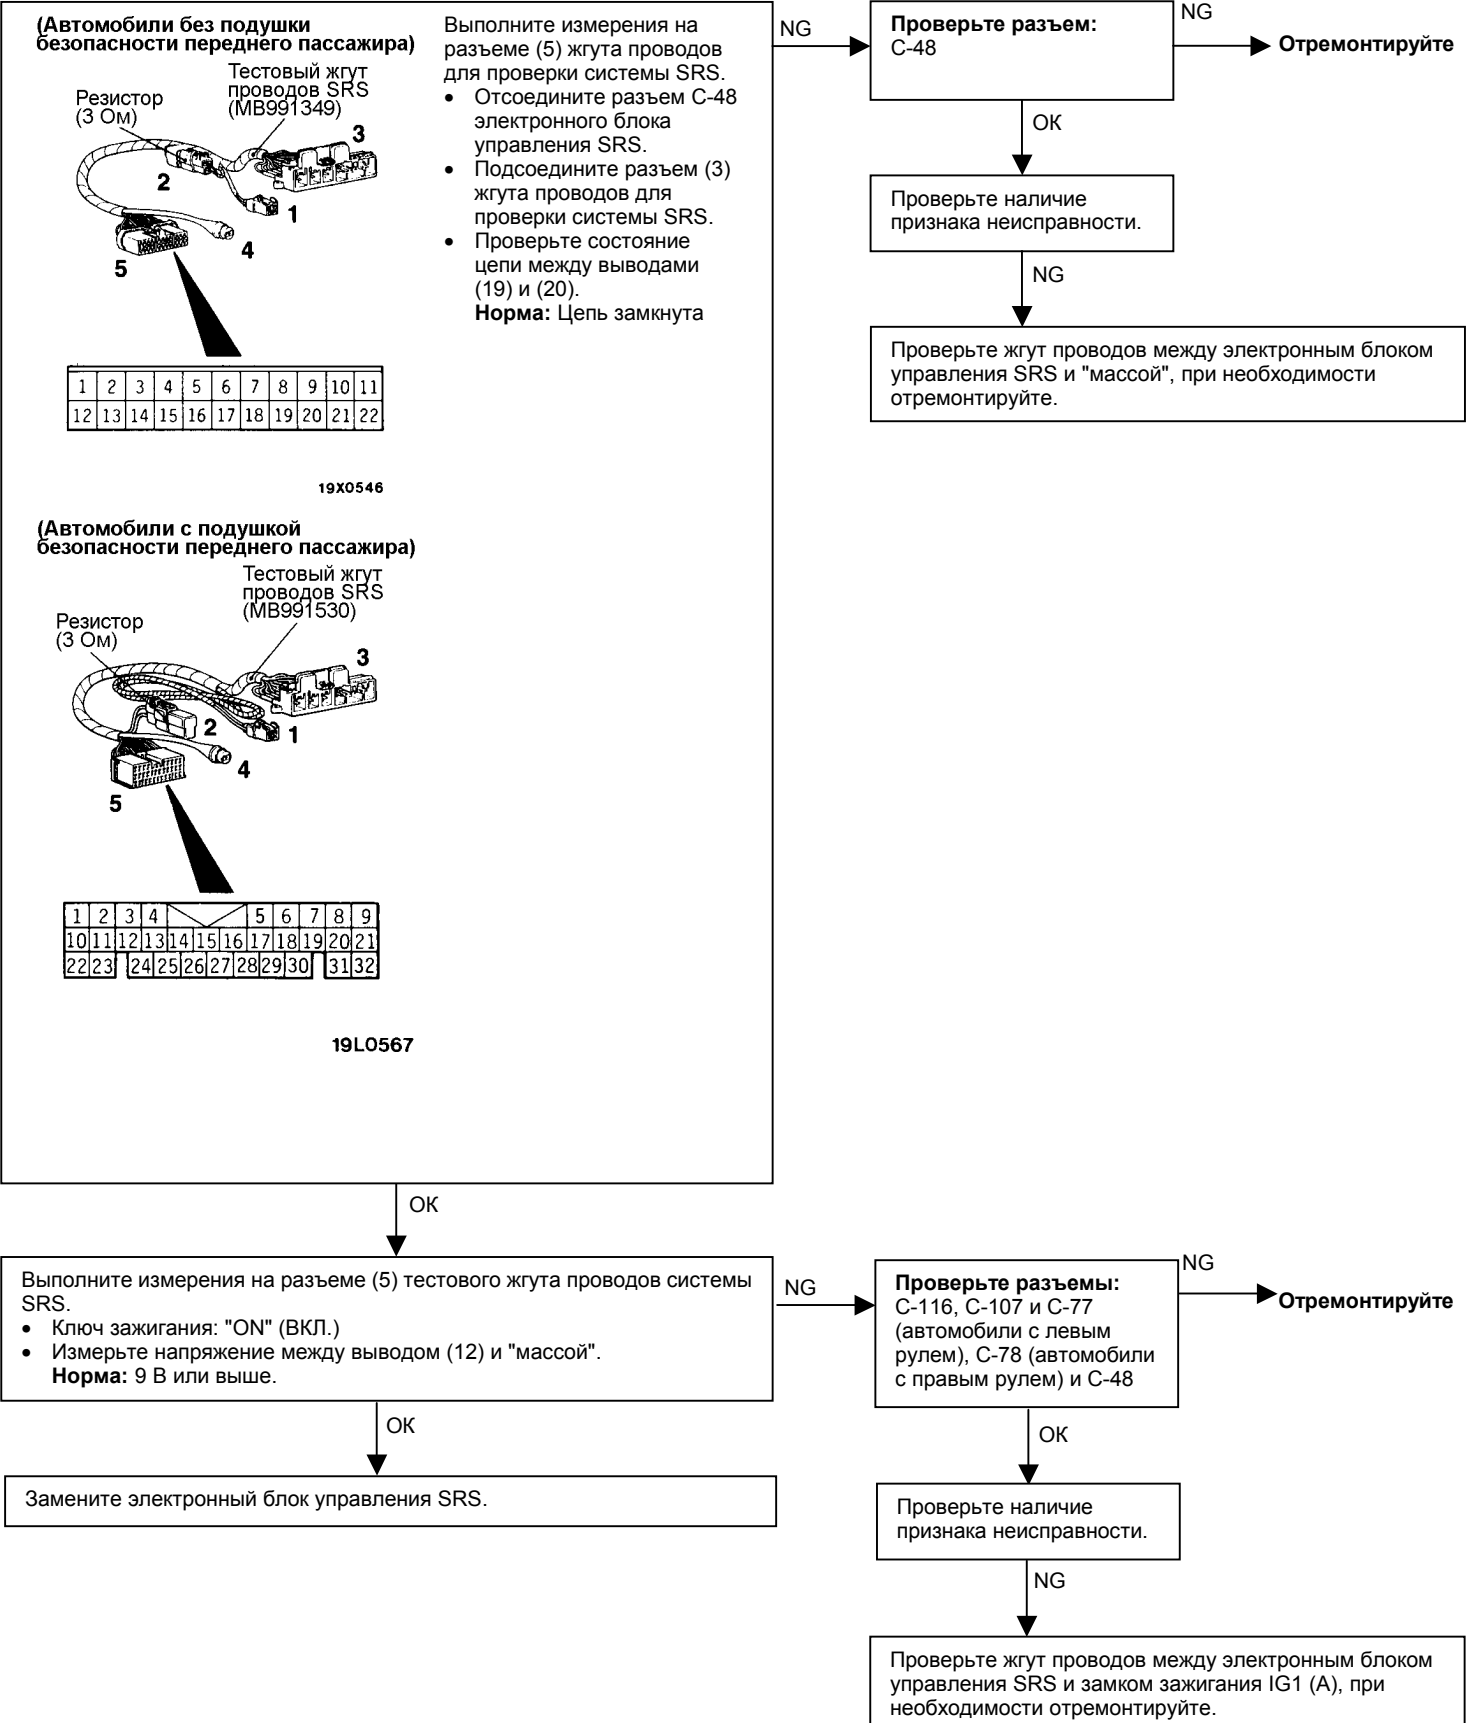 (Автомобили без подушки
безопасности переднего пассажира)
Тестовый жгут
проводов SRS
(MB991349)
Резистор
(3 Ом)
3
2
1
4
5
1 2 3 4 5 6 7 8 9 10 11
12 13 14 15 16 17 18 19 20 21 22
19X0546
(Автомобили с подушкой
безопасности переднего пассажира)
Тестовый жгут
проводов SRS
(MB991530)
Резистор
(3 Ом)
3
2
1
4
5
1 2 3 4 5 6 7 8 9
10 11 12 13 14 15 16 17 18 19 20 21
22 23 24 25 26 27 28 29 30 31 32
19L0567
Выполните измерения на
разъеме (5) жгута проводов
для проверки системы SRS.
• Отсоедините разъем С-48
электронного блока
управления SRS.
• Подсоедините разъем (3)
жгута проводов для
проверки системы SRS.
• Проверьте состояние
цепи между выводами
(19) и (20).
Норма: Цепь замкнута
NG
Проверьте разъем:
С-48
NG
Отремонтируйте
ОК
Проверьте наличие
признака неисправности.
NG
Проверьте жгут проводов между электронным блоком
управления SRS и "массой", при необходимости
отремонтируйте.
ОК
Выполните измерения на разъеме (5) тестового жгута проводов системы
SRS.
• Ключ зажигания: "ON" (ВКЛ.)
• Измерьте напряжение между выводом (12) и "массой".
Норма: 9 В или выше.
NG
Проверьте разъемы:
С-116, С-107 и С-77
(автомобили с левым
рулем), С-78 (автомобили
с правым рулем) и С-48
NG
Отремонтируйте
ОК
Замените электронный блок управления SRS.
ОК
Проверьте наличие
признака неисправности.
NG
Проверьте жгут проводов между электронным блоком
управления SRS и замком зажигания IG1 (А), при
необходимости отремонтируйте.